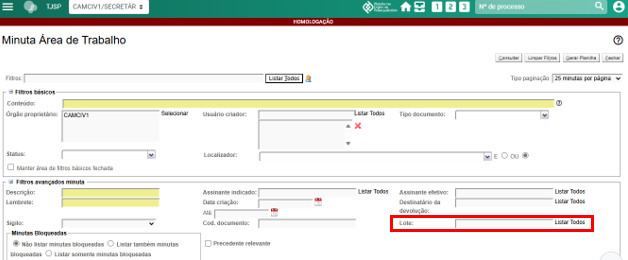 TJSP CAMCIV1/SECRETÁR 1 2 3 Nº do processo
HOMOLOGAÇÃO
Minuta Área de Trabalho
Consultar Limpar Filtros Gerar Planilha Fechar
Filtros: Listar Todos Tipo paginação 25 minutas por página
Filtros básicos
Conteúdo:
Órgão proprietário: CAMCIV1 Selecionar Usuário criador: Listar Todos Tipo documento:
Status: Localizador: E OU
Manter área de filtros básicos fechada
Filtros avançados minuta
Descrição: Assinante indicado: Listar Todos Assinante efetivo: Listar Todos
Lembrete: Data criação: Destinatário da devolução: Listar Todos
Até
Sigilo: Cod. documento: Lote: Listar Todos
Minutas Bloqueadas
Não listar minutas bloqueadas Listar também minutas bloqueadas Listar somente minutas bloqueadas
Precedente relevante